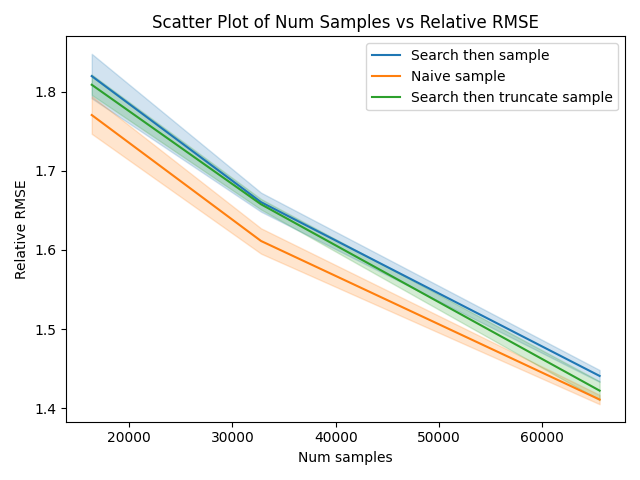 Scatter Plot of Num Samples vs Relative RMSE
Search then sample
Naive sample
Search then truncate sample
Relative RMSE
1.8
1.7
1.6
1.5
1.4
20000
30000
40000
50000
60000
Num samples